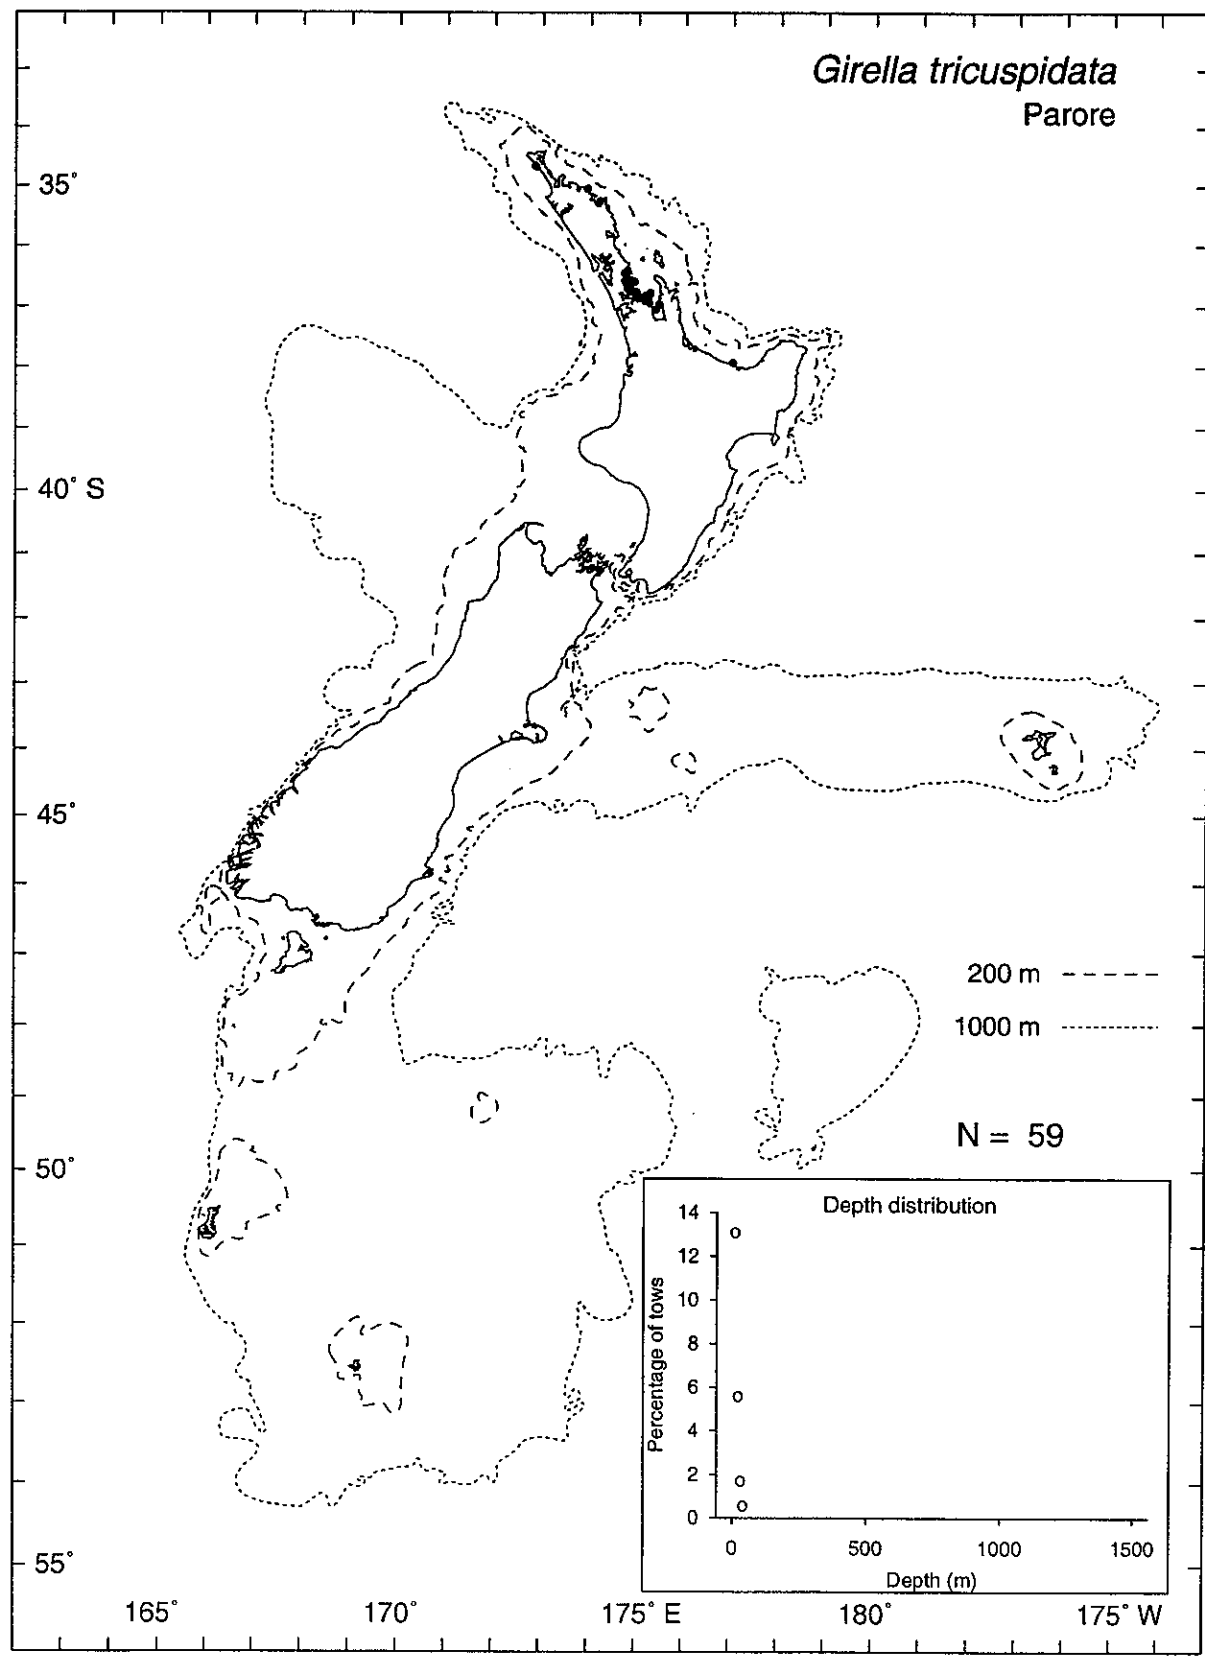 Girella tricuspidata
Parore
35°
40° S
45°
50°
55°
165°
170°
175° E
180°
175° W
200 m
1000 m
N = 59
Depth distribution
Percentage of tows
14
12
10
8
6
4
2
0
0
500
1000
1500
Depth (m)